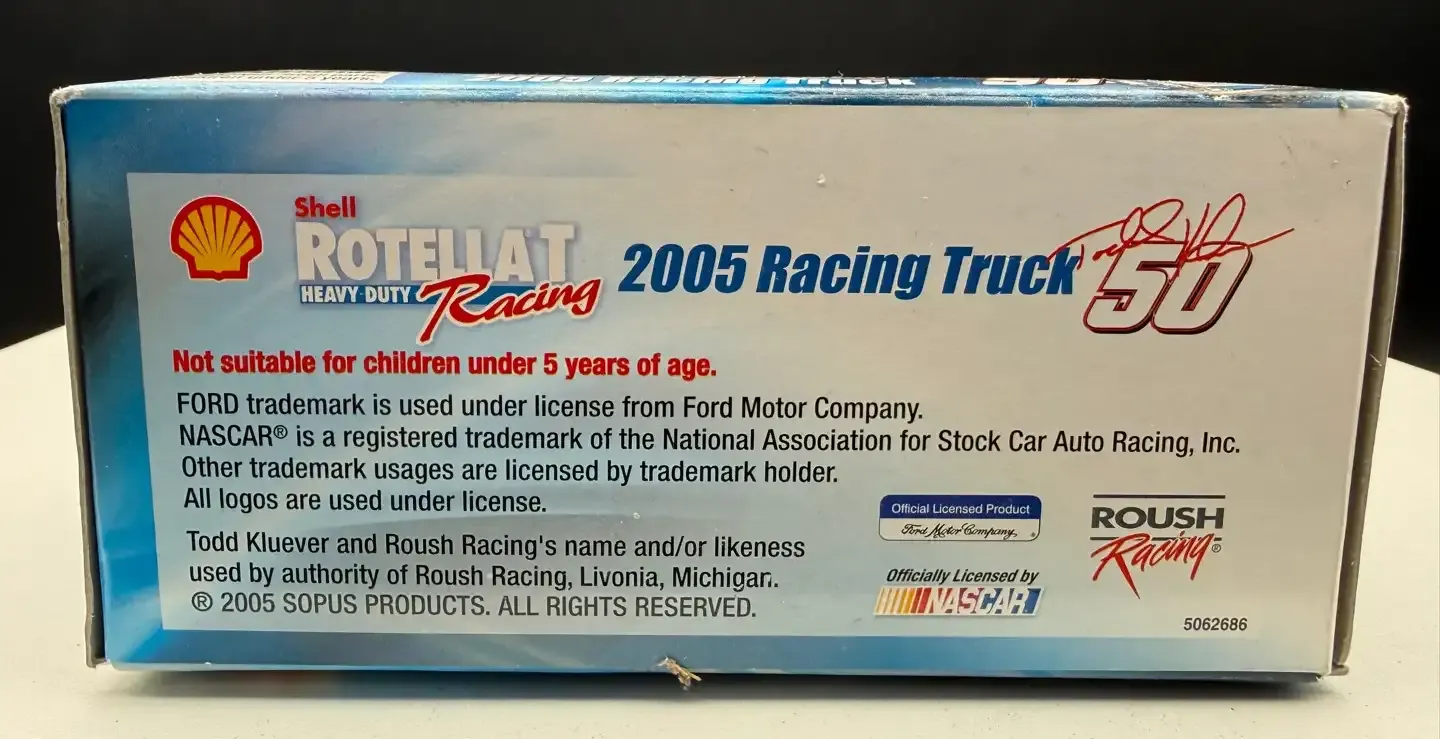 2005 Racing Truck 50
Shell
ROTELLA T
HEAVY-DUTY Racing
2005 Racing Truck 50
Not suitable for children under 5 years of age.
FORD trademark is used under license from Ford Motor Company.
NASCAR® is a registered trademark of the National Association for Stock Car Auto Racing, Inc.
Other trademark usages are licensed by trademark holder.
All logos are used under license.
Todd Kluever and Roush Racing's name and/or likeness
used by authority of Roush Racing, Livonia, Michigan.
® 2005 SOPUS PRODUCTS. ALL RIGHTS RESERVED.
Official Licensed Product
Ford Motor Company
Officially Licensed by
NASCAR
ROUSH
Racing®
5062686